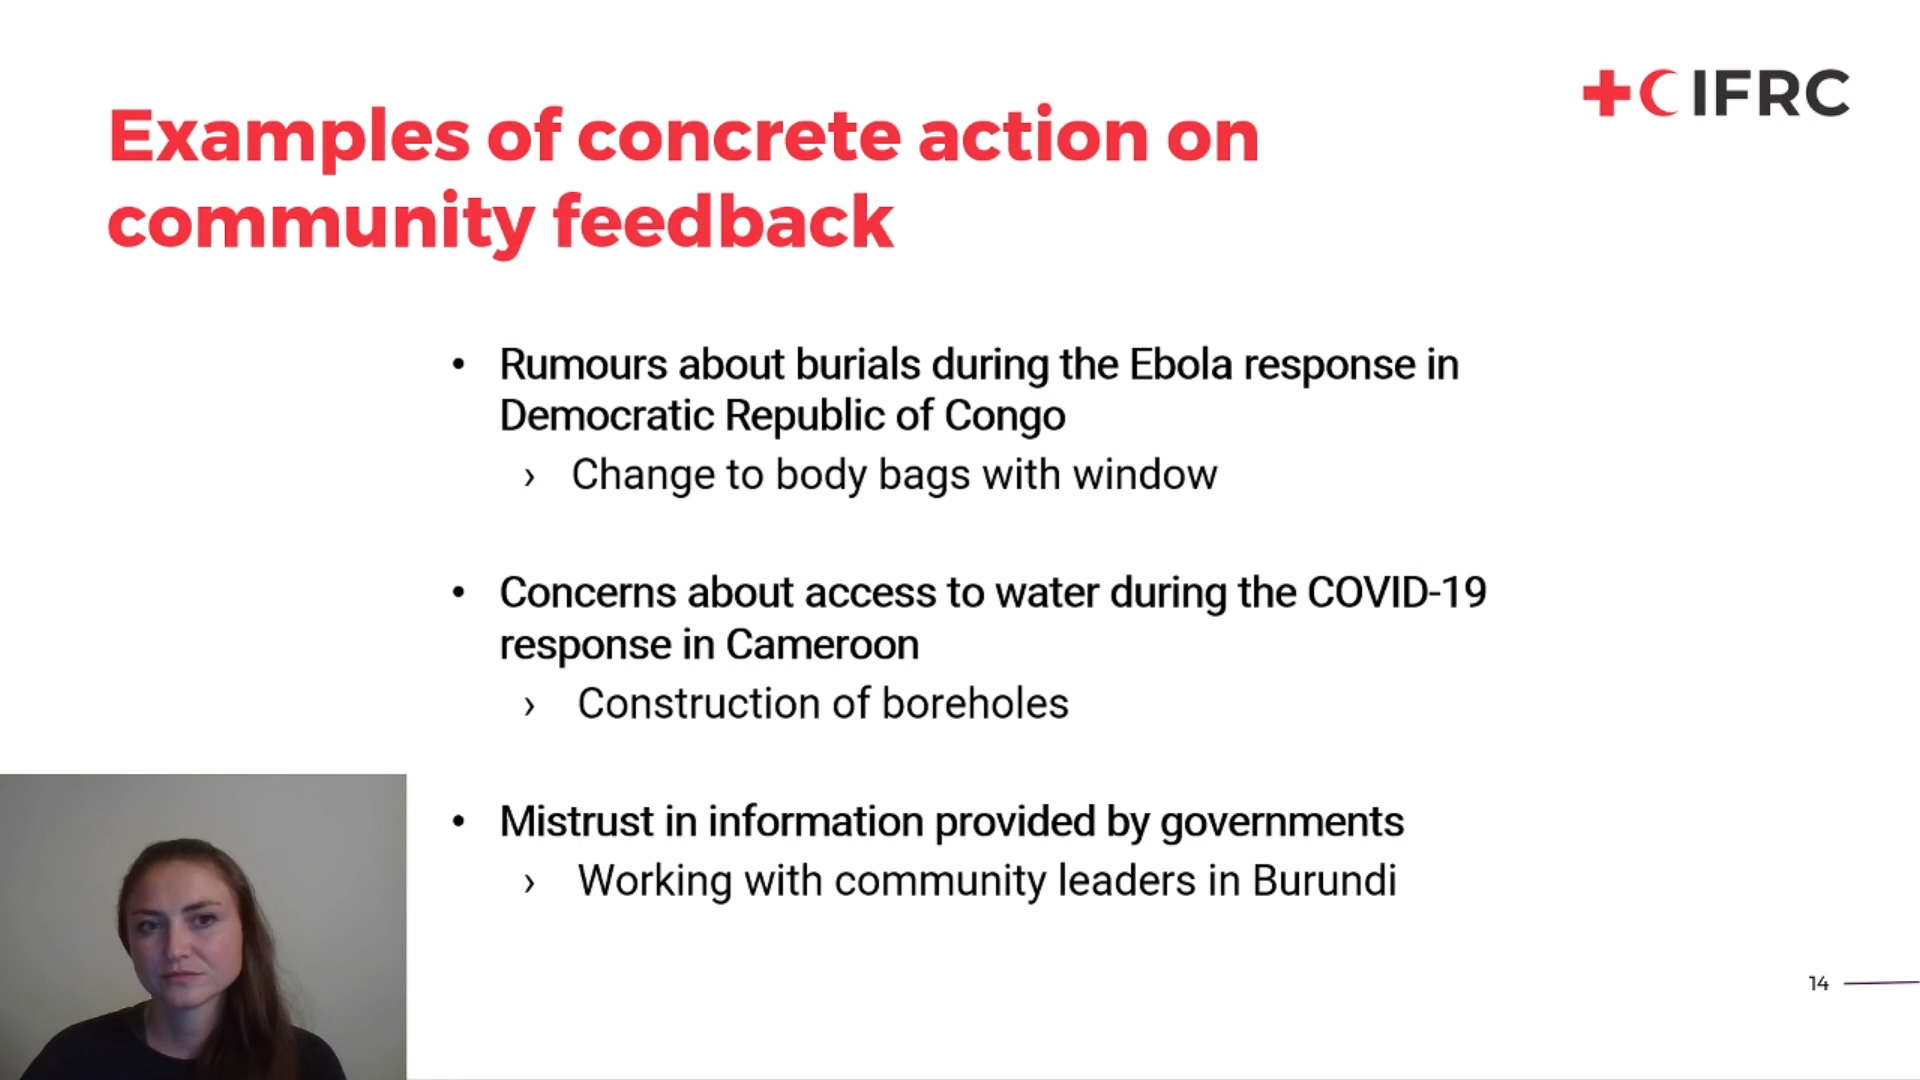 IFRC
Examples of concrete action on
community feedback
• Rumours about burials during the Ebola response in
Democratic Republic of Congo
› Change to body bags with window
• Concerns about access to water during the COVID-19
response in Cameroon
› Construction of boreholes
• Mistrust in information provided by governments
› Working with community leaders in Burundi
14